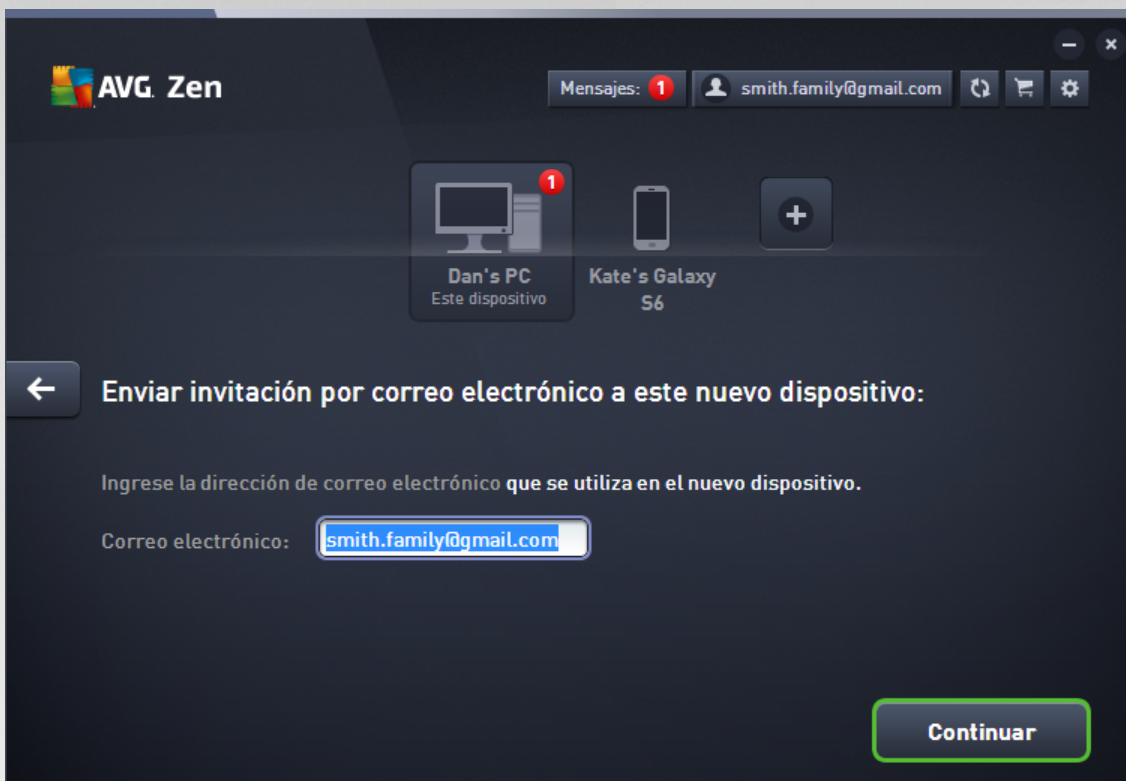 AVG. Zen
Mensajes: 1
smith.family@gmail.com
1
Dan's PC
Este dispositivo
Kate's Galaxy
S6
Enviar invitación por correo electrónico a este nuevo dispositivo:
Ingrese la dirección de correo electrónico que se utiliza en el nuevo dispositivo.
Correo electrónico: smith.family@gmail.com
Continuar